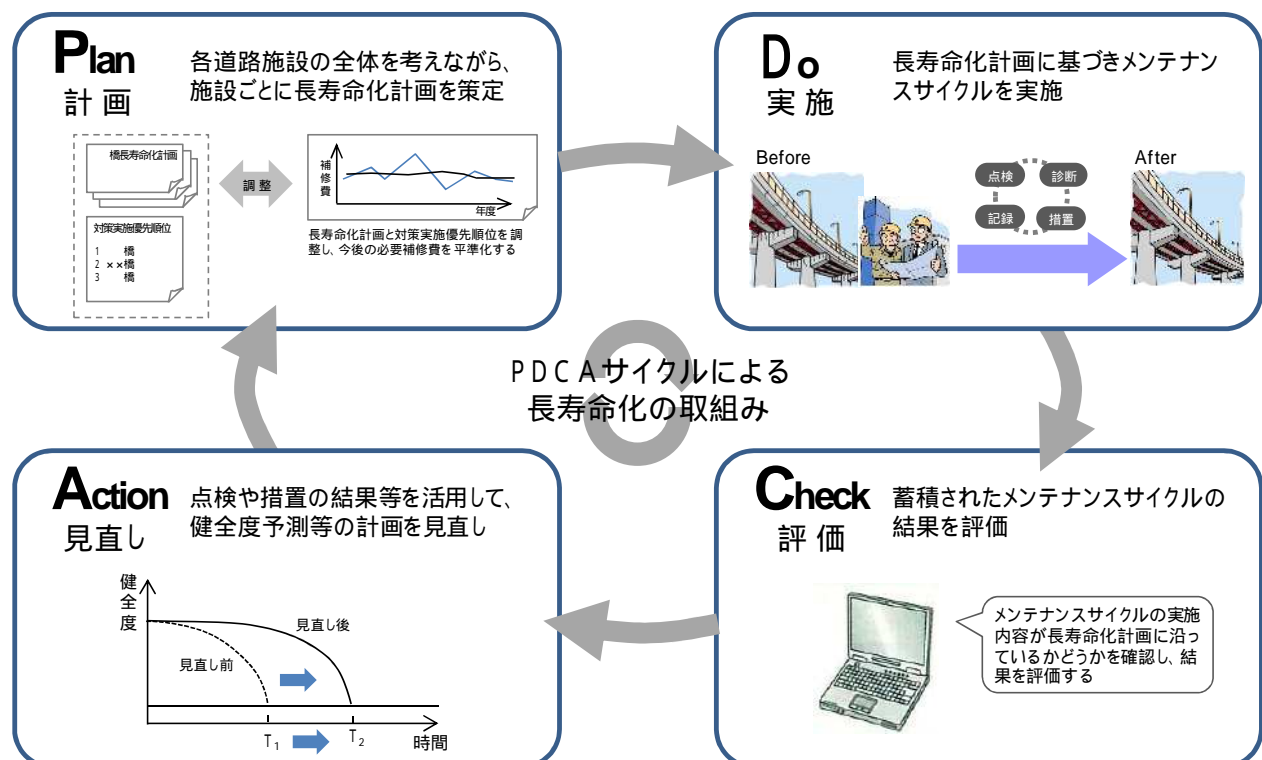 Plan
計 画
各道路施設の全体を考えながら、
施設ごとに長寿命化計画を策定
橋長寿命化計画
対策実施優先順位
1 橋
2 ××橋
3 橋
調 整
補修費
年度
長寿命化計画と対策実施優先順位を調
整し、今後の必要補修費を平準化する
Do
実 施
長寿命化計画に基づきメンテナン
スサイクルを実施
Before
点検
診断
記録
措置
After
PDCAサイクルによる
長寿命化の取組み
Action
見直し
点検や措置の結果等を活用して、
健全度予測等の計画を見直し
健全度
見直し後
見直し前
T1
T2
時間
Check
評 価
蓄積されたメンテナンスサイクルの
結果を評価
メンテナンスサイクルの実施
内容が長寿命化計画に沿っ
ているかどうかを確認し、結
果を評価する